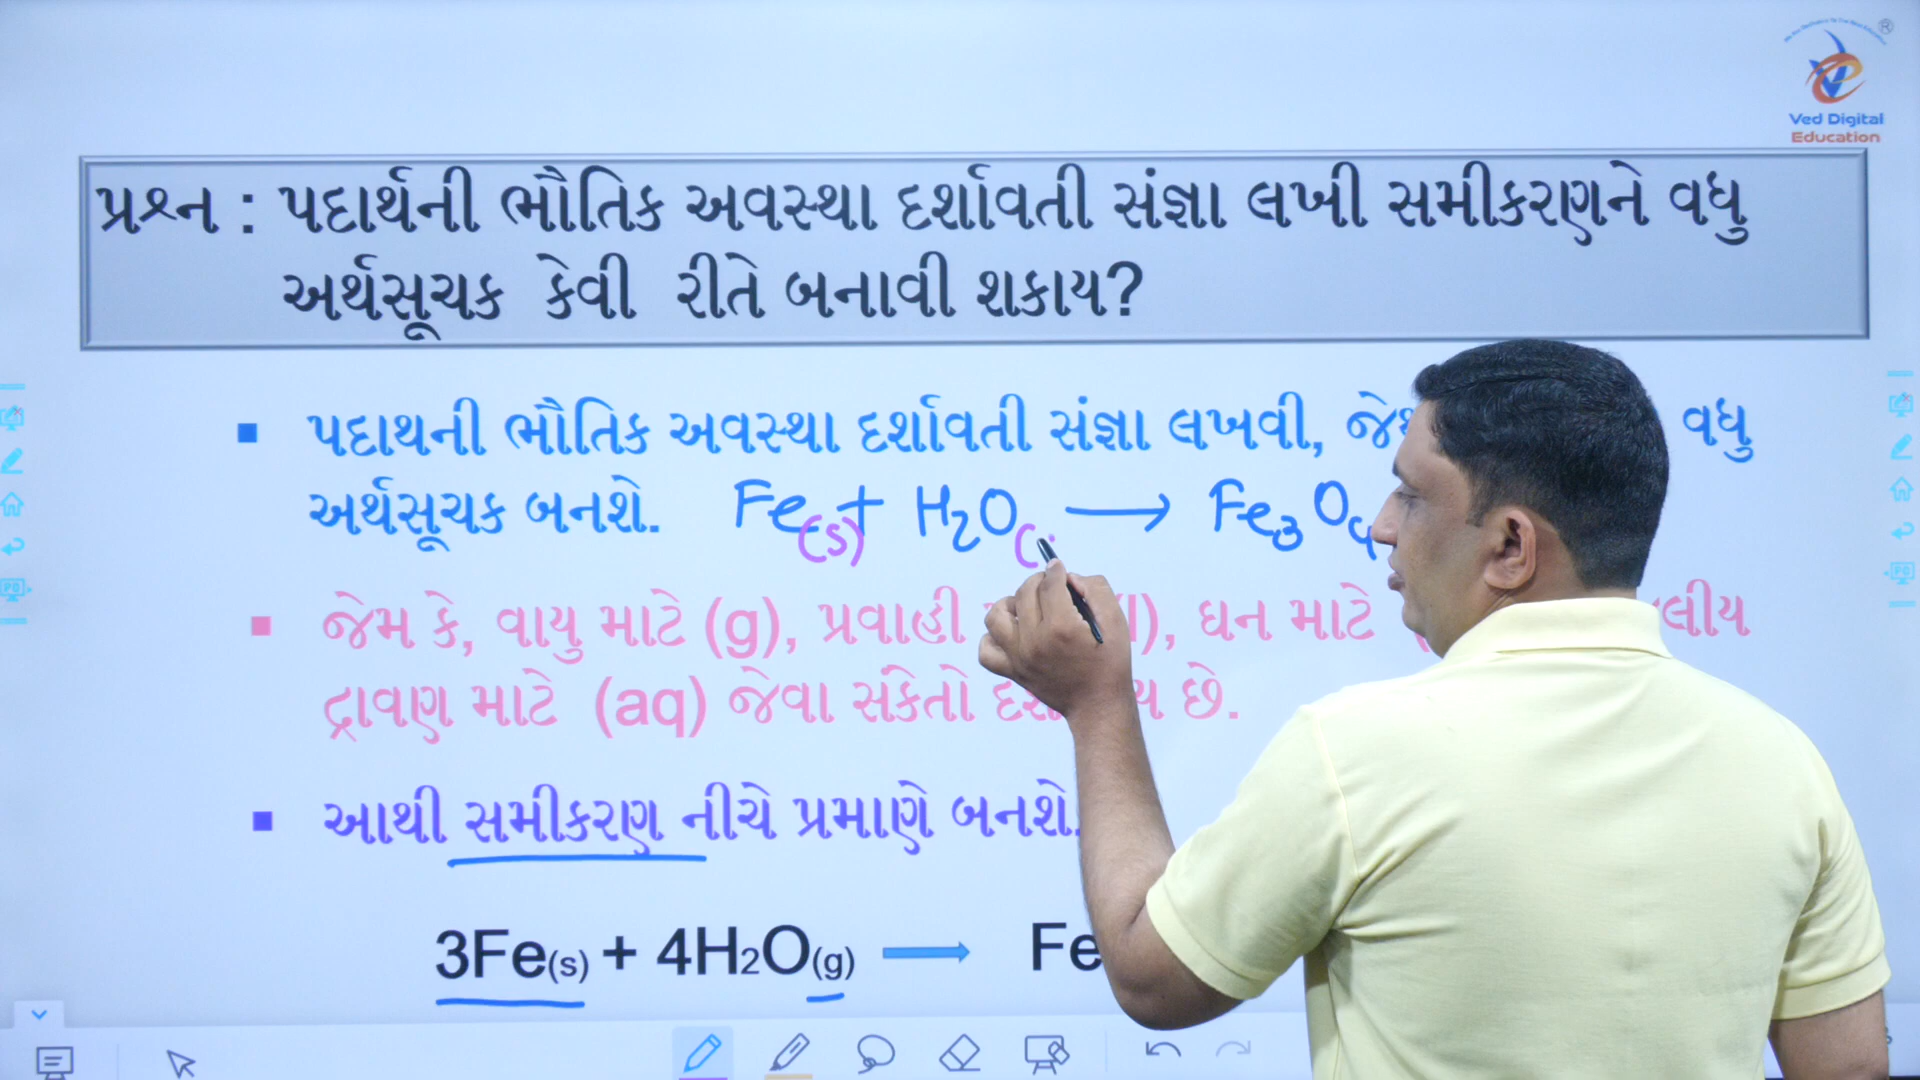 Ved Digital
Education
પ્રશ્ન : પદાર્થની ભૌતિક અવસ્થા દર્શાવતી સંજ્ઞા લખી સમીકરણને વધુ
અર્થસૂચક કેવી રીતે બનાવી શકાય?
▪ પદાથની ભૌતિક અવસ્થા દર્શાવતી સંજ્ઞા લખવી, વધુ
અર્થસૂચક બનશે. Fe(s) + H2O ⟶ Fe3O4
▪ જેમ કે, વાયુ માટે (g), પ્રવાહી ઘન માટે
દ્રાવણ માટે (aq) જેવા સંકેતો છે.
▪ આથી સમીકરણ નીચે પ્રમાણે બનશે.
3Fe(s) + 4H2O(g) ⟶ Fe